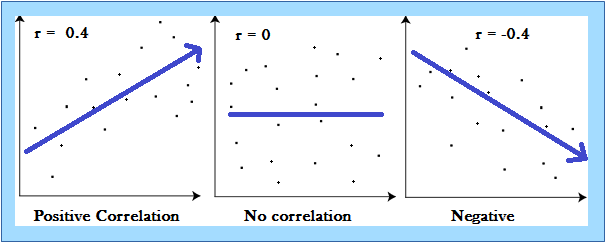 r = 0.4
r = 0
r = -0.4
Positive Correlation
No correlation
Negative